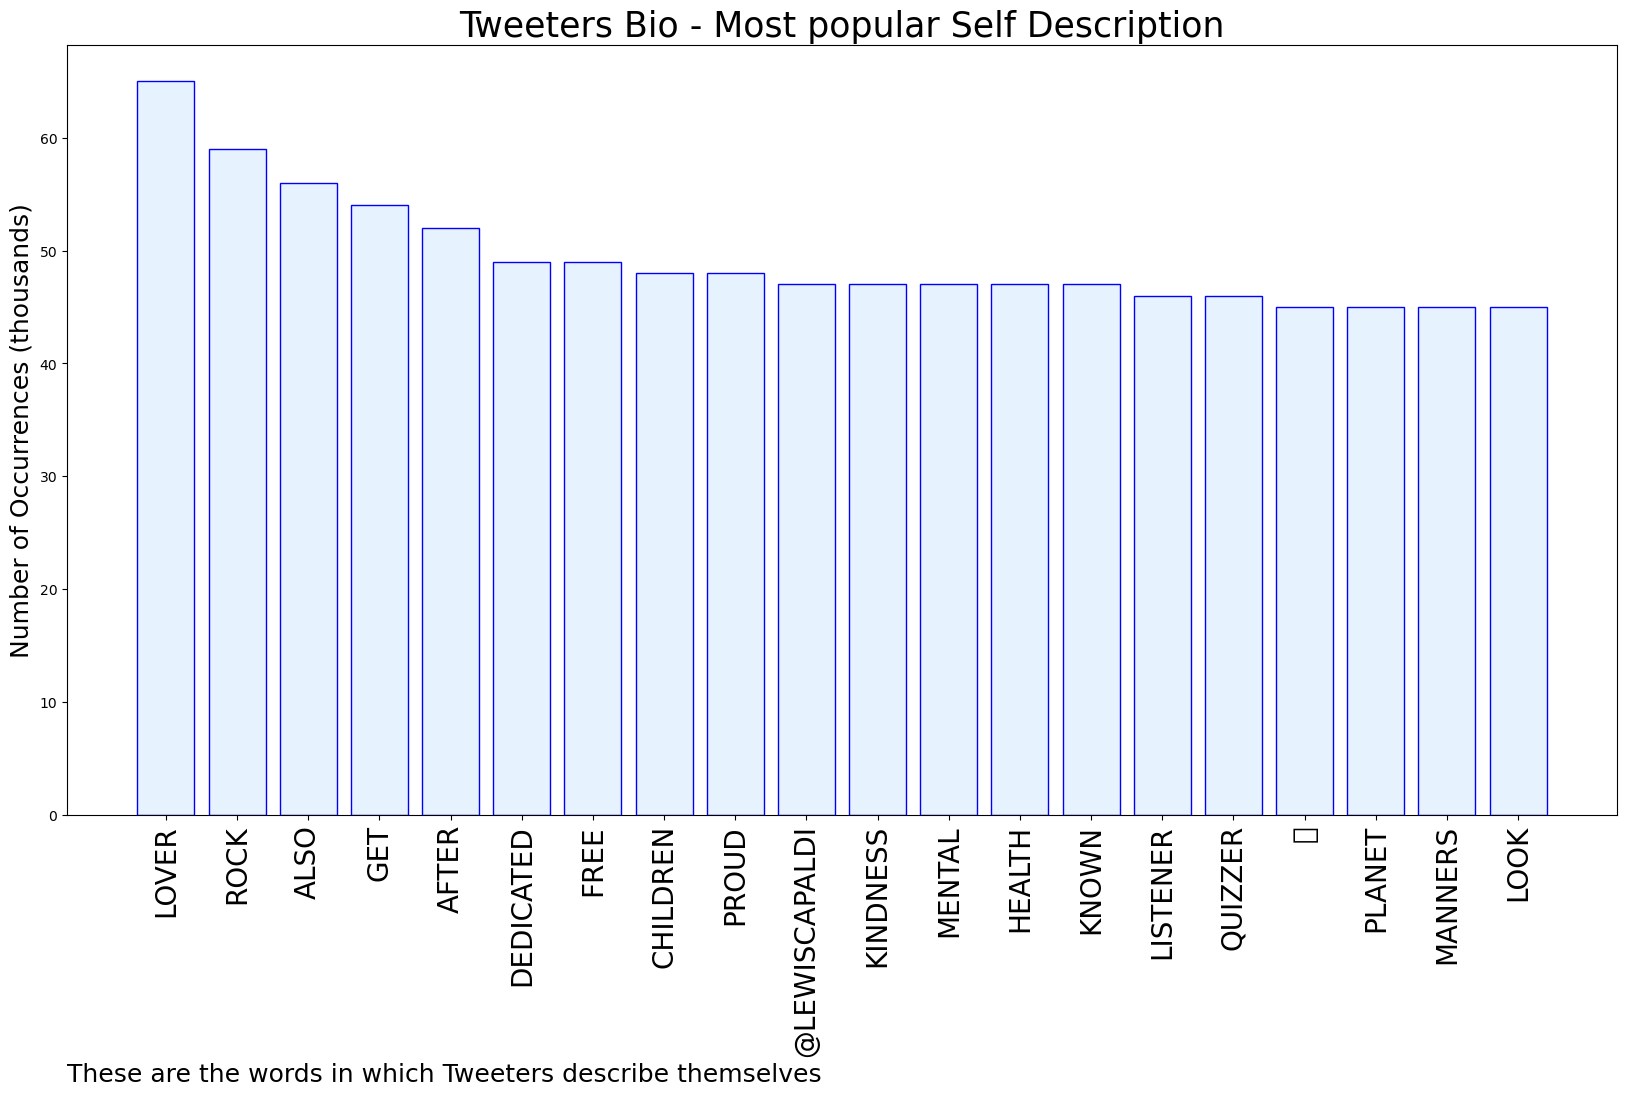 Tweeters Bio - Most popular Self Description
Number of Occurrences (thousands)
60
50
40
30
20
10
0
LOVER
ROCK
ALSO
GET
AFTER
DEDICATED
FREE
CHILDREN
PROUD
@LEWISCAPALDI
KINDNESS
MENTAL
HEALTH
KNOWN
LISTENER
QUIZZER
PLANET
MANNERS
LOOK
These are the words in which Tweeters describe themselves